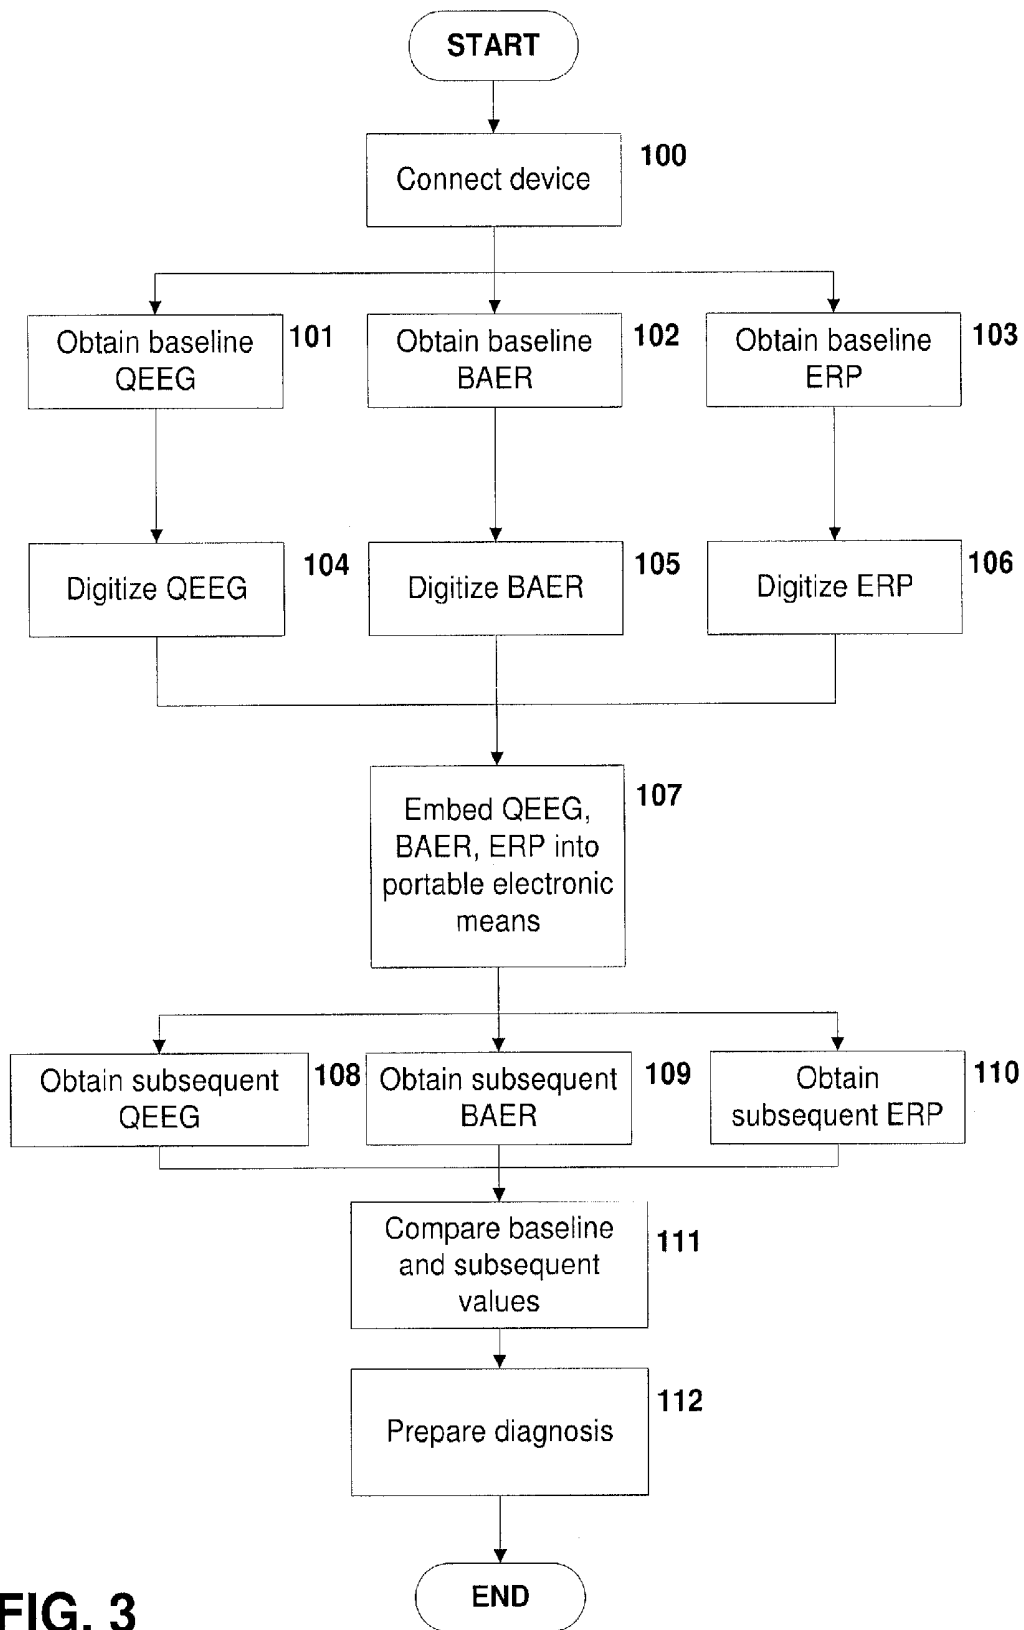 START
Connect device
100
Obtain baseline
QEEG
101
Obtain baseline
BAER
102
Obtain baseline
ERP
103
Digitize QEEG
104
Digitize BAER
105
Digitize ERP
106
Embed QEEG,
BAER, ERP into
portable electronic
means
107
Obtain subsequent
QEEG
108
Obtain subsequent
BAER
109
Obtain
subsequent ERP
110
Compare baseline
and subsequent
values
111
Prepare diagnosis
112
END
FIG. 3